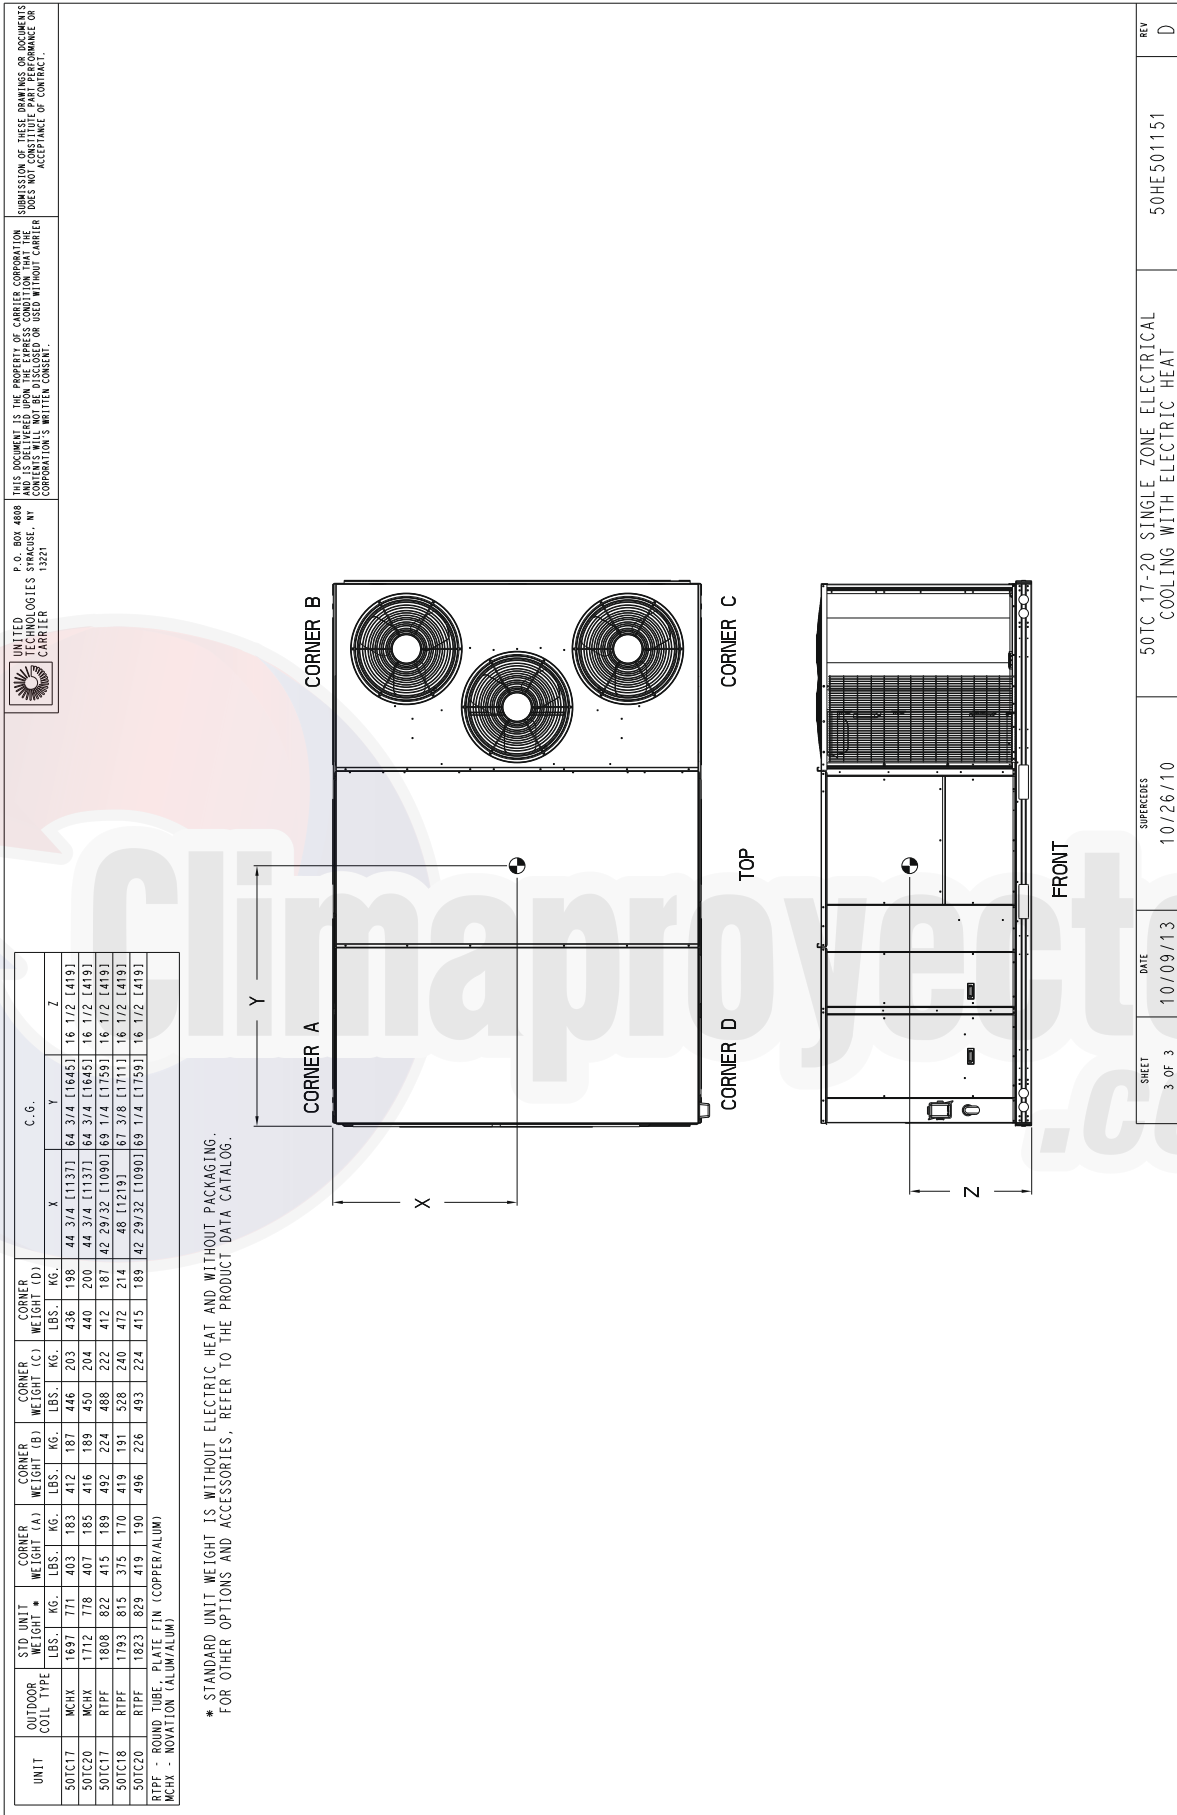 UNIT
OUTDOOR COIL TYPE
STD UNIT WEIGHT *
CORNER WEIGHT (A)
CORNER WEIGHT (B)
CORNER WEIGHT (C)
CORNER WEIGHT (D)
C.G.
LBS. KG. LBS. KG. LBS. KG. LBS. KG. LBS. KG. X Y Z
50TC17 MCHX 1697 771 403 183 412 187 446 203 436 198 44 3/4 [1137] 64 3/4 [1645] 16 1/2 [419]
50TC20 MCHX 1712 778 407 185 416 189 450 204 440 200 44 3/4 [1137] 64 3/4 [1645] 16 1/2 [419]
50TC17 RTPF 1808 822 415 189 492 224 488 222 412 187 42 29/32 [1090] 69 1/4 [1759] 16 1/2 [419]
50TC18 RTPF 1793 815 375 170 419 191 528 240 472 214 48 [1219] 67 3/8 [1711] 16 1/2 [419]
50TC20 RTPF 1823 829 419 190 496 226 493 224 415 189 42 29/32 [1090] 69 1/4 [1759] 16 1/2 [419]
RTPF - ROUND TUBE, PLATE FIN (COPPER/ALUM)
MCHX - NOVATION (ALUM/ALUM)
* STANDARD UNIT WEIGHT IS WITHOUT ELECTRIC HEAT AND WITHOUT PACKAGING.
FOR OTHER OPTIONS AND ACCESSORIES, REFER TO THE PRODUCT DATA CATALOG.
UNITED
TECHNOLOGIES
CARRIER
P.O. BOX 4808
SYRACUSE, NY
13221
THIS DOCUMENT IS THE PROPERTY OF CARRIER CORPORATION
AND IS DELIVERED UPON THE EXPRESS CONDITION THAT THE
CONTENTS WILL NOT BE DISCLOSED OR USED WITHOUT CARRIER
CORPORATION'S WRITTEN CONSENT.
SUBMISSION OF THESE DRAWINGS OR DOCUMENTS
DOES NOT CONSTITUTE PART PERFORMANCE OR
ACCEPTANCE OF CONTRACT.
CORNER A
Y
CORNER B
X
CORNER D
TOP
CORNER C
Z
FRONT
SHEET
3 OF 3
DATE
10/09/13
SUPERCEDES
10/26/10
50TC 17-20 SINGLE ZONE ELECTRICAL
COOLING WITH ELECTRIC HEAT
50HE501151
REV
D